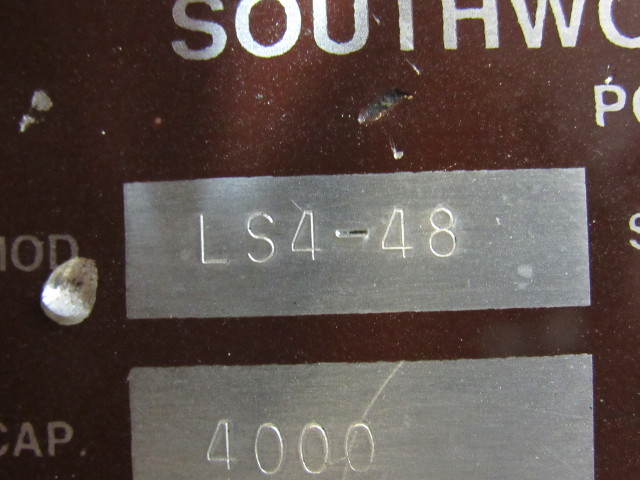 SOUTHWO
PO
MOD LS4-48 S
CAP. 4000